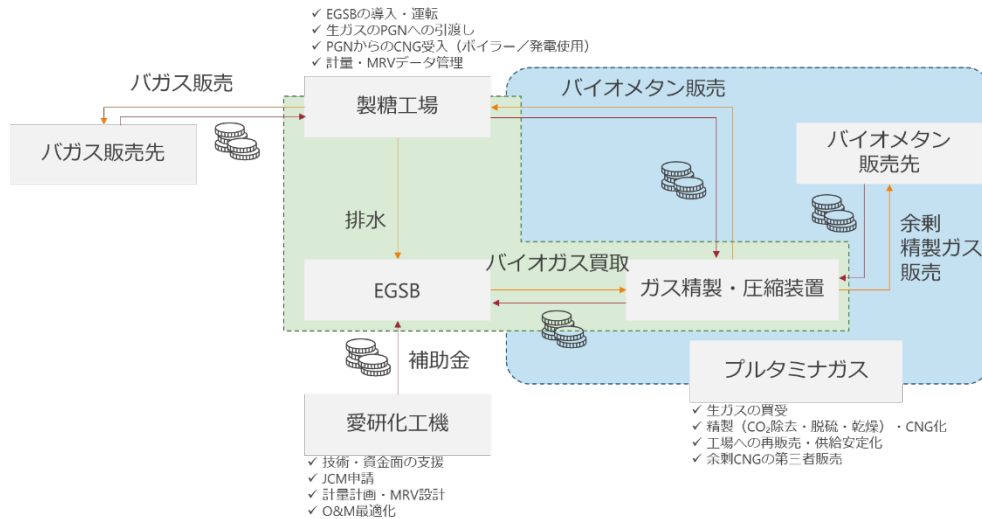 ✓ EGSBの導入・運転
✓ 生ガスのPGNへの引渡し
✓ PGNからのCNG受入（ボイラー／発電使用）
✓ 計量・MRVデータ管理
バガス販売
製糖工場
バイオメタン販売
バガス販売先
バイオメタン
販売先
排水
余剰
精製ガス
販売
バイオガス買取
EGSB
ガス精製・圧縮装置
補助金
プルタミナガス
愛研化工機
✓ 生ガスの買受
✓ 精製（CO₂除去・脱硫・乾燥）・CNG化
✓ 工場への再販売・供給安定化
✓ 余剰CNGの第三者販売
✓ 技術・資金面の支援
✓ JCM申請
✓ 計量計画・MRV設計
✓ O&M最適化